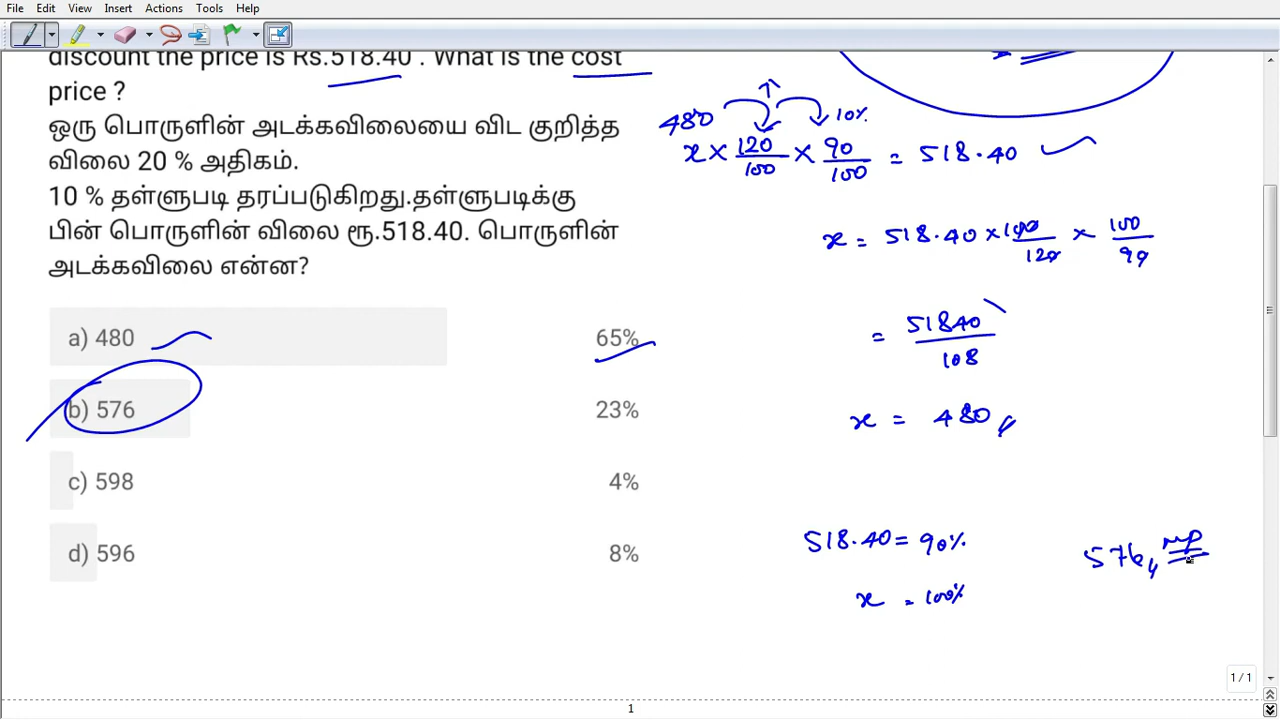 File Edit View Insert Actions Tools Help
discount the price is Rs.518.40 . What is the cost
price ?
ஒரு பொருளின் அடக்கவிலையை விட குறித்த
விலை 20 % அதிகம்.
10 % தள்ளுபடி தரப்படுகிறது.தள்ளுபடிக்கு
பின் பொருளின் விலை ரூ.518.40. பொருளின்
அடக்கவிலை என்ன?
a) 480 65%
b) 576 23%
c) 598 4%
d) 596 8%
480 10%
x × 120/100 × 90/100 = 518.40
x = 518.40 × 100/120 × 100/90
= 51840/108
x = 480
518.40 = 90%
x = 100%
576 mp
1 / 1
1